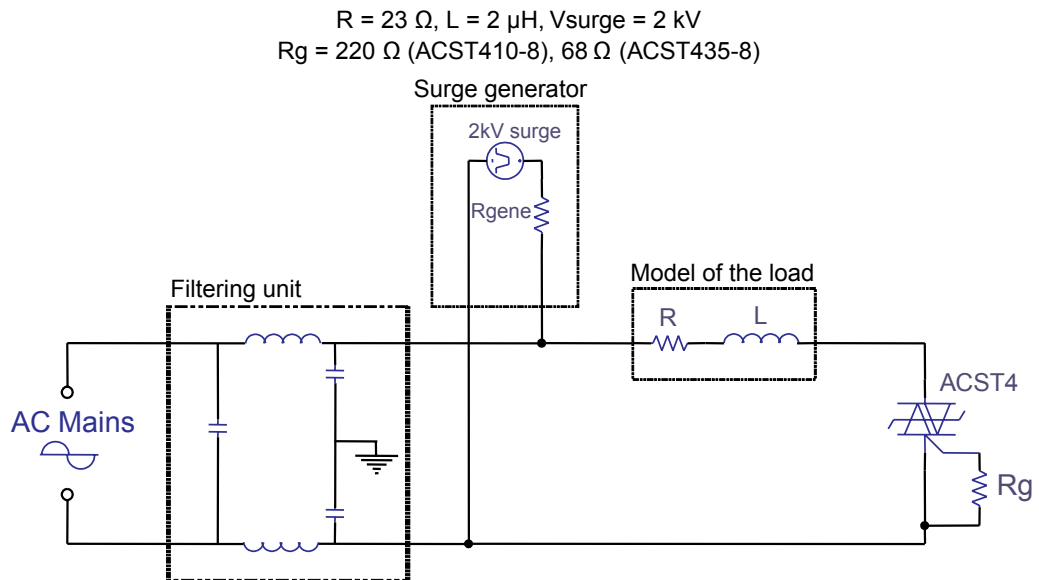 R = 23 Ω, L = 2 µH, Vsurge = 2 kV
Rg = 220 Ω (ACST410-8), 68 Ω (ACST435-8)
Surge generator
2kV surge
Rgene
Model of the load
Filtering unit
R
L
ACST4
AC Mains
Rg